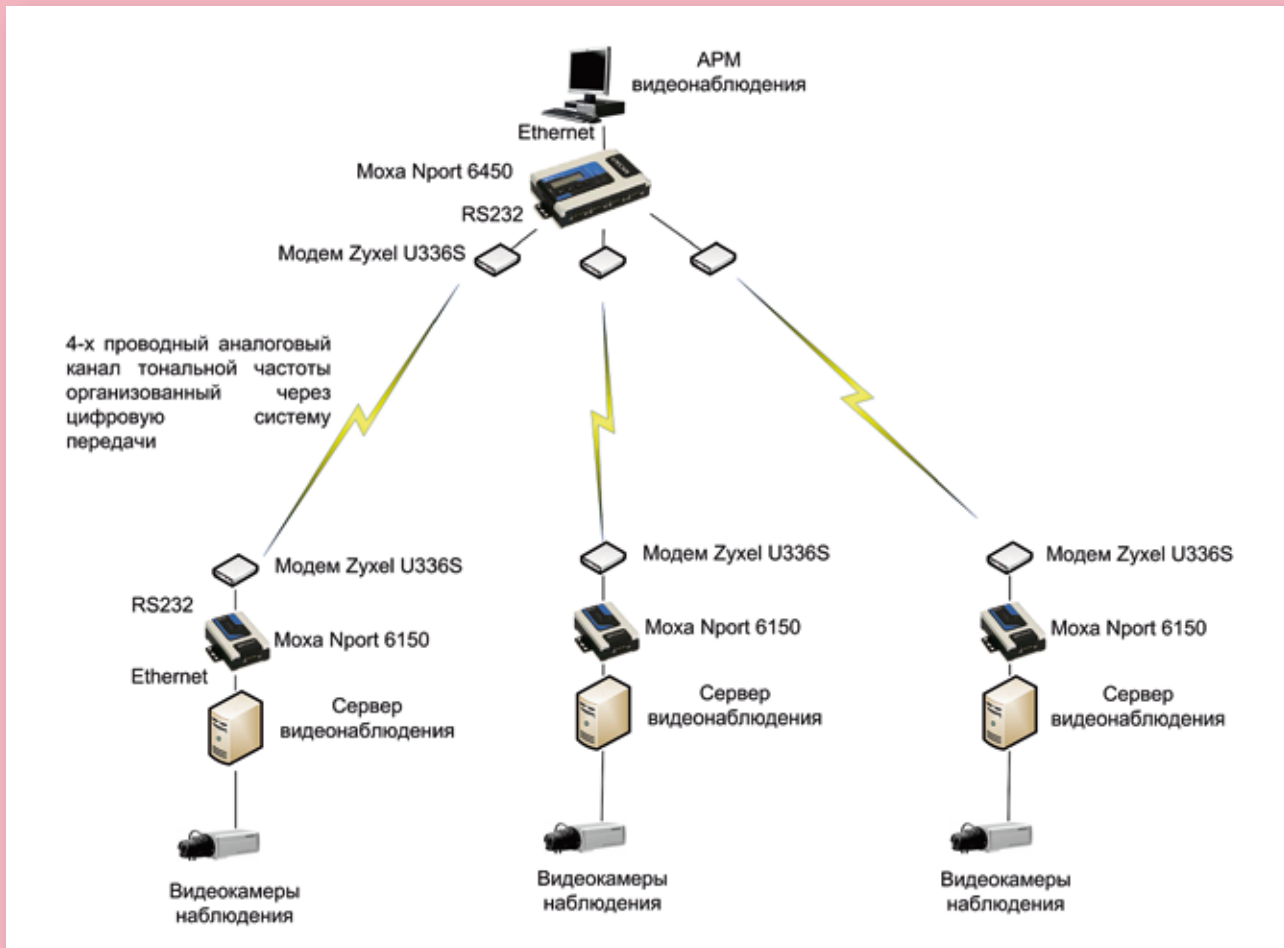 АРМ
видеонаблюдения
Ethernet
Moxa Nport 6450
RS232
Модем Zyxel U336S
4-х проводный аналоговый
канал тональной частоты
организованный через
цифровую систему
передачи
Модем Zyxel U336S
Модем Zyxel U336S
Модем Zyxel U336S
RS232
Moxa Nport 6150
Moxa Nport 6150
Moxa Nport 6150
Ethernet
Сервер
видеонаблюдения
Сервер
видеонаблюдения
Сервер
видеонаблюдения
Видеокамеры
наблюдения
Видеокамеры
наблюдения
Видеокамеры
наблюдения